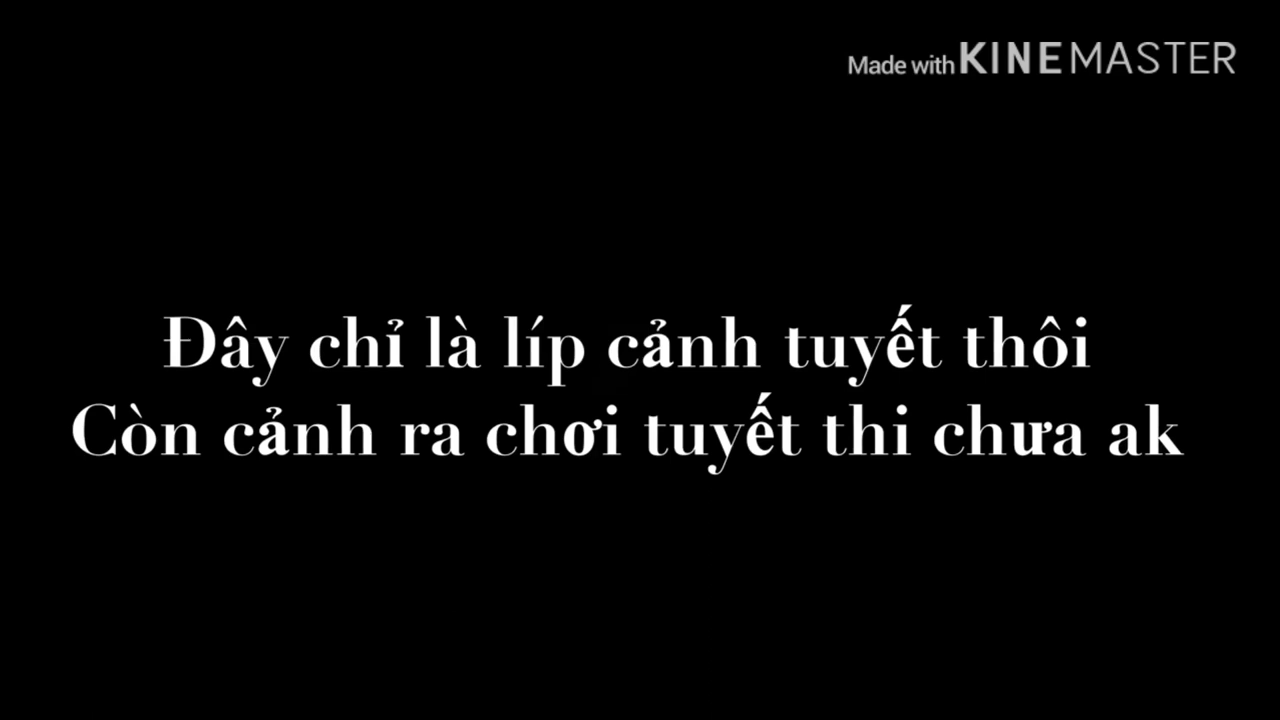 Made with KINEMASTER
Đây chỉ là líp cảnh tuyết thôi
Còn cảnh ra chơi tuyết thi chưa ak